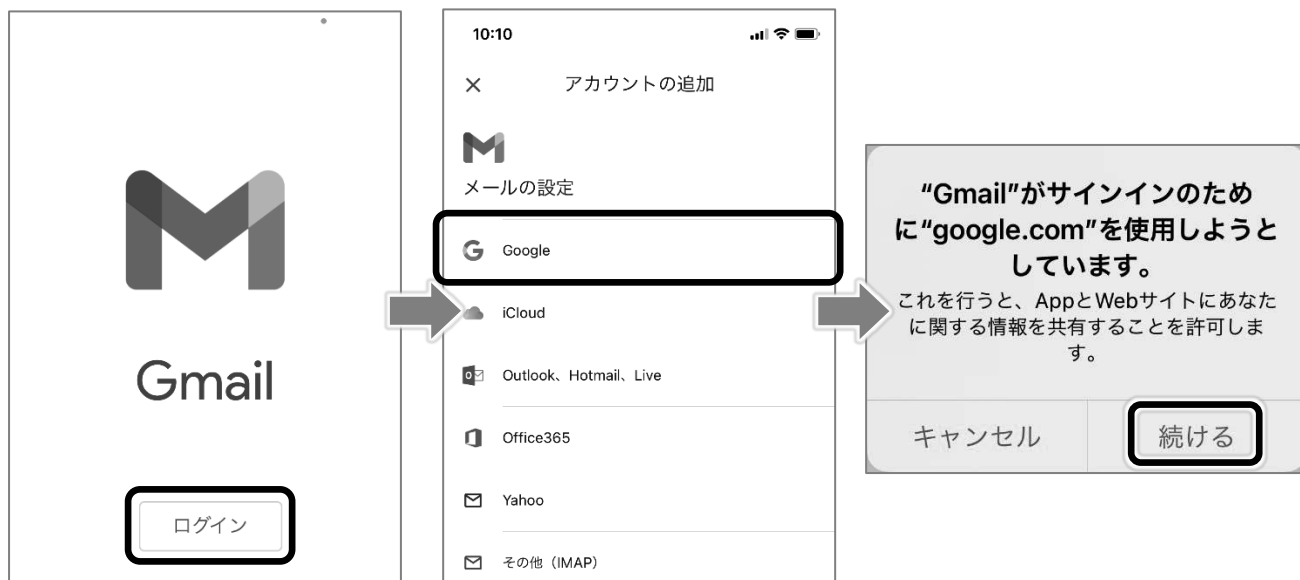 Gmail
ログイン
10:10
アカウントの追加
メールの設定
Google
iCloud
Outlook、Hotmail、Live
Office365
Yahoo
その他（IMAP）
“Gmail”がサインインのため
に“google.com”を使用しようと
しています。
これを行うと、AppとWebサイトにあなた
に関する情報を共有することを許可しま
す。
キャンセル
続ける